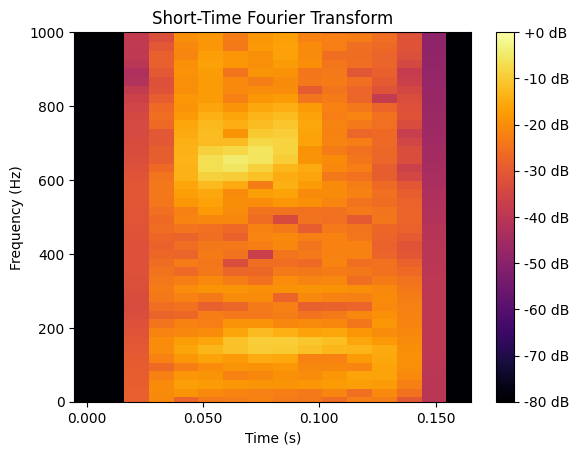 Short-Time Fourier Transform
1000
800
600
400
200
0
Frequency (Hz)
0.000
0.050
0.100
0.150
Time (s)
+0 dB
-10 dB
-20 dB
-30 dB
-40 dB
-50 dB
-60 dB
-70 dB
-80 dB